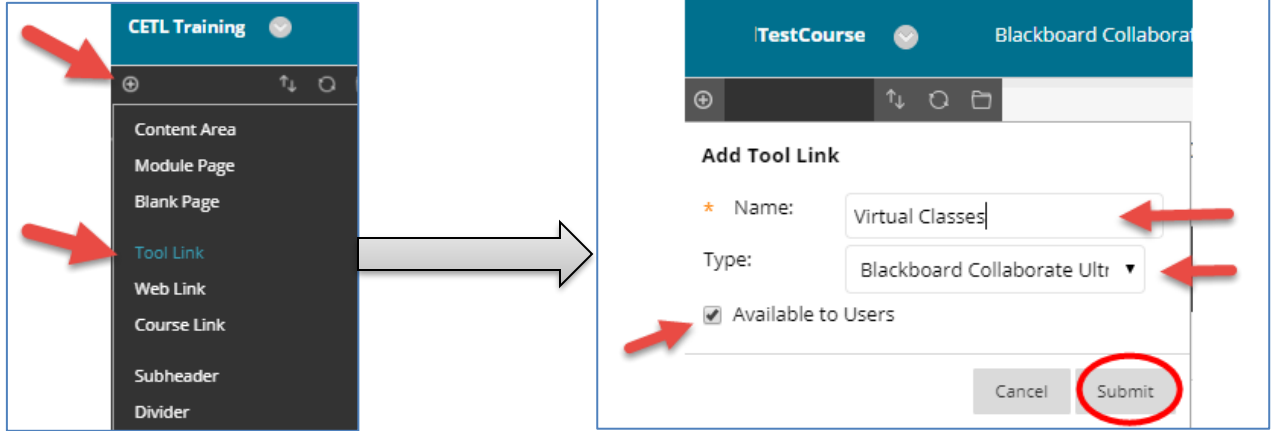 CETL Training
Content Area
Module Page
Blank Page
Tool Link
Web Link
Course Link
Subheader
Divider
TestCourse
Blackboard Collaborat
Add Tool Link
* Name:
Virtual Classes
Type:
Blackboard Collaborate Ultr
Available to Users
Cancel
Submit